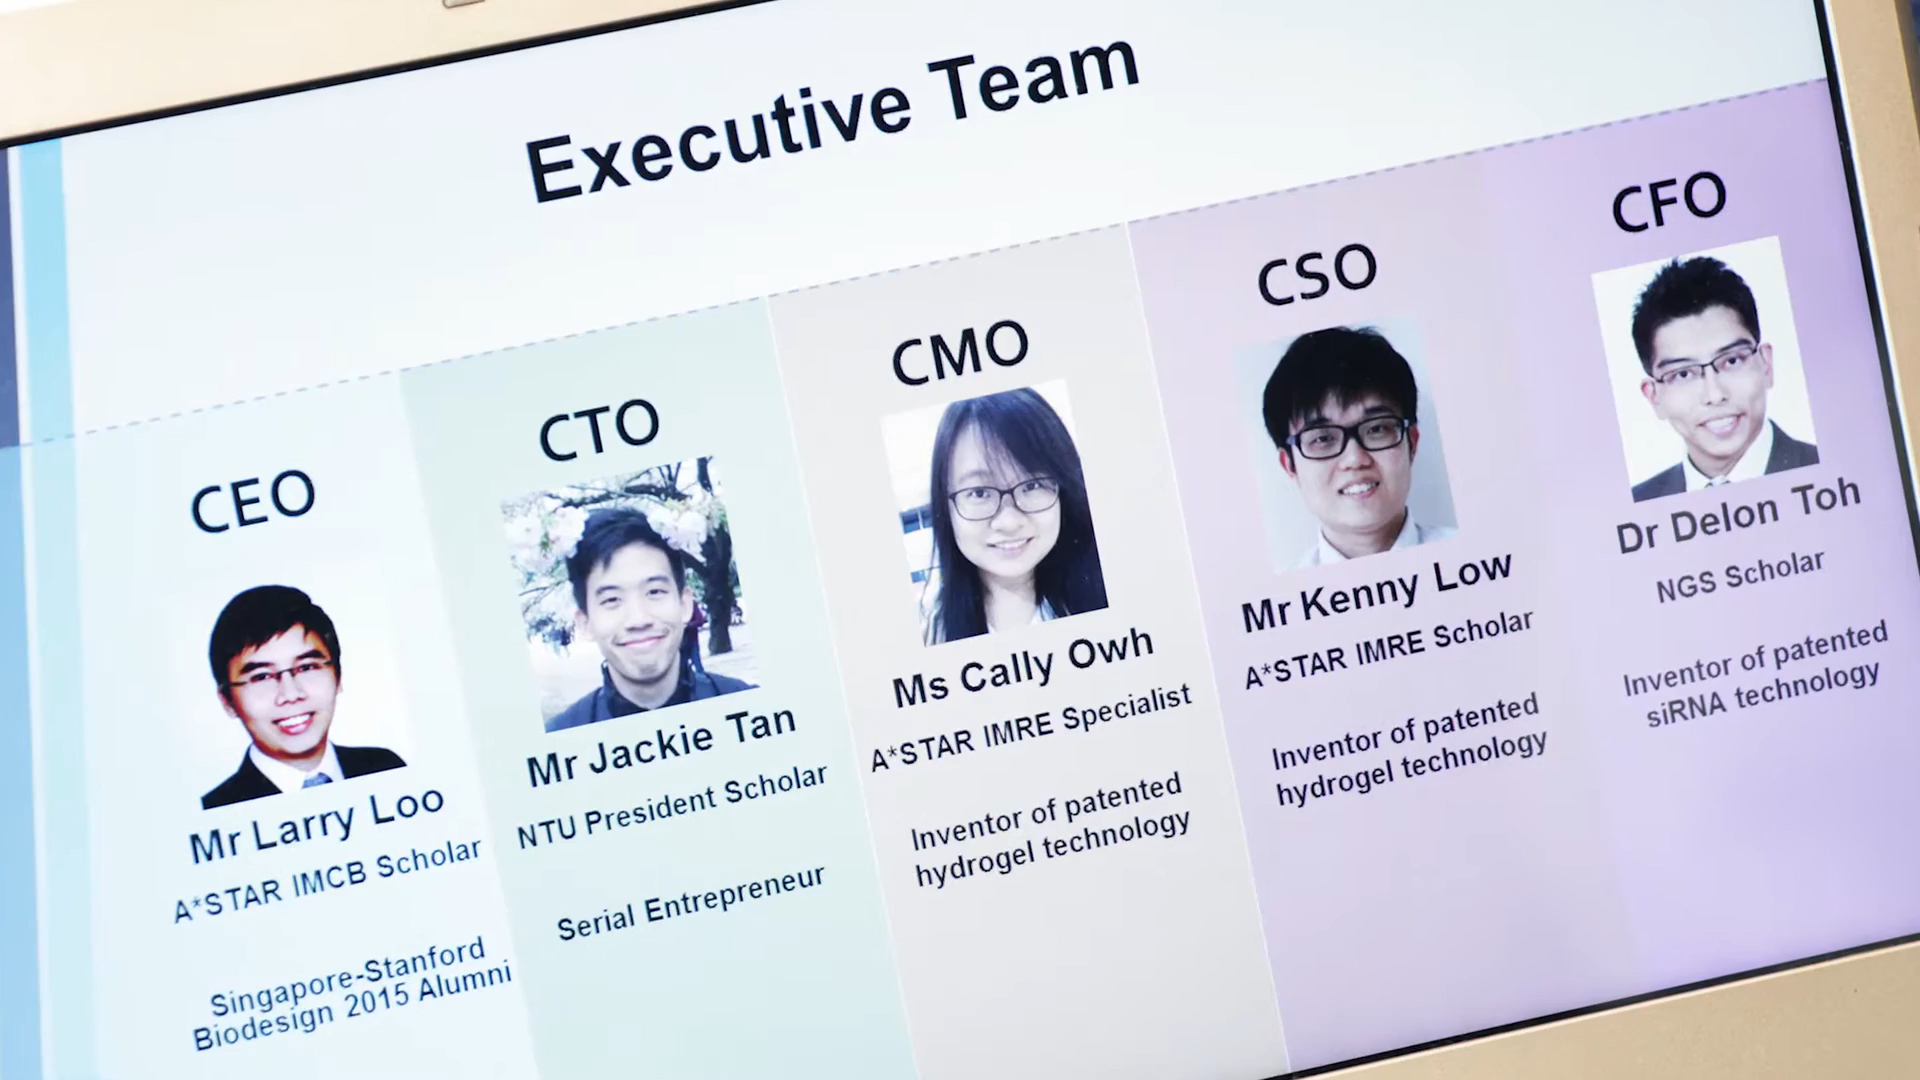 Executive Team
CEO
Mr Larry Loo
A*STAR IMCB Scholar
Singapore-Stanford
Biodesign 2015 Alumni
CTO
Mr Jackie Tan
NTU President Scholar
Serial Entrepreneur
CMO
Ms Cally Owh
A*STAR IMRE Specialist
Inventor of patented
hydrogel technology
CSO
Mr Kenny Low
A*STAR IMRE Scholar
Inventor of patented
hydrogel technology
CFO
Dr Delon Toh
NGS Scholar
Inventor of patented
siRNA technology